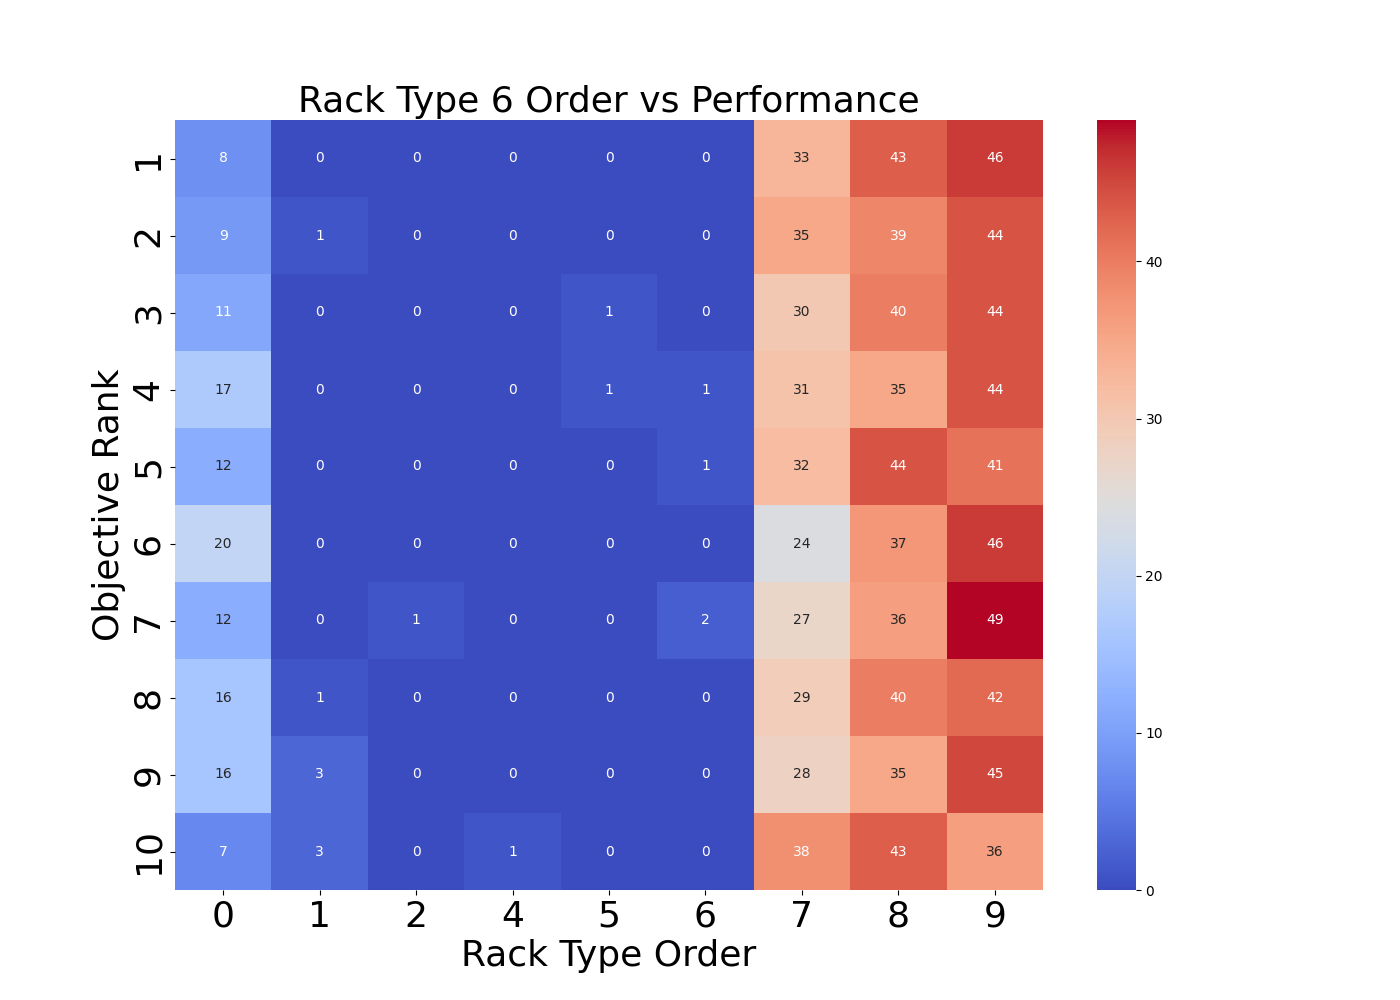 Rack Type 6 Order vs Performance
Objective Rank
1 8 0 0 0 0 0 33 43 46
2 9 1 0 0 0 0 35 39 44
3 11 0 0 0 1 0 30 40 44
4 17 0 0 0 1 1 31 35 44
5 12 0 0 0 0 1 32 44 41
6 20 0 0 0 0 0 24 37 46
7 12 0 1 0 0 2 27 36 49
8 16 1 0 0 0 0 29 40 42
9 16 3 0 0 0 0 28 35 45
10 7 3 0 1 0 0 38 43 36
0 1 2 4 5 6 7 8 9
Rack Type Order
40
30
20
10
0